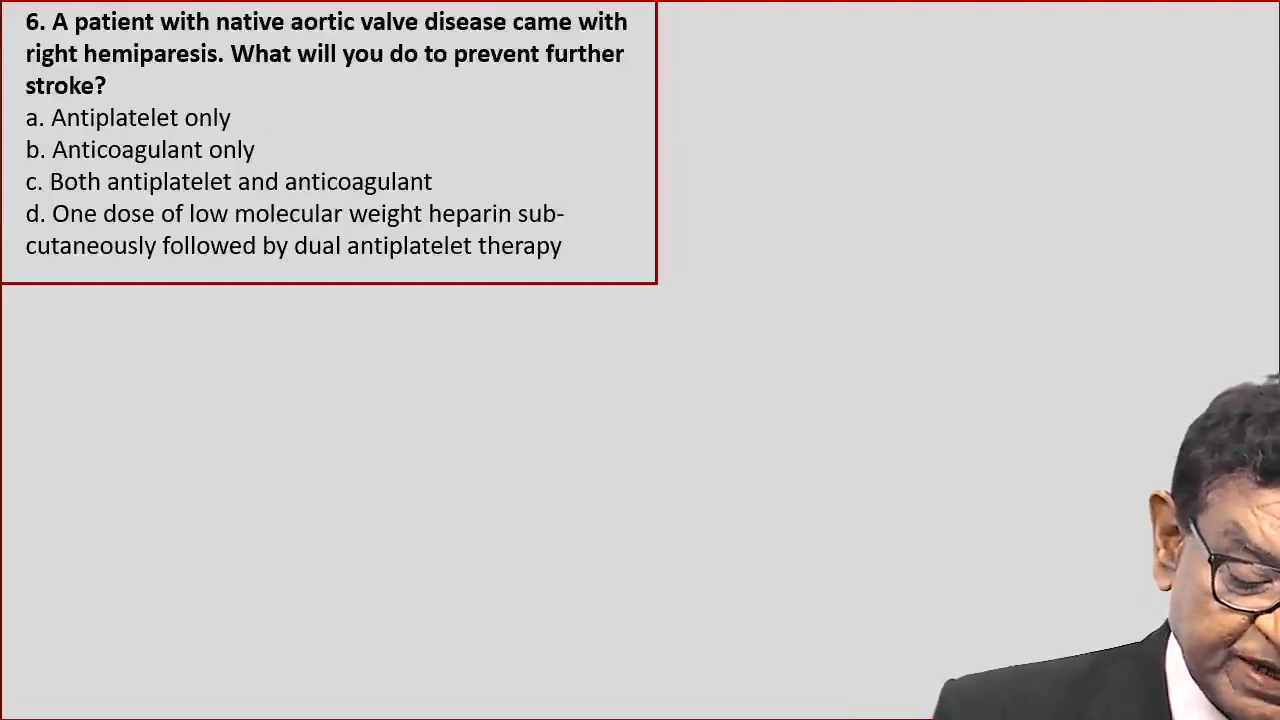 6. A patient with native aortic valve disease came with
right hemiparesis. What will you do to prevent further
stroke?
a. Antiplatelet only
b. Anticoagulant only
c. Both antiplatelet and anticoagulant
d. One dose of low molecular weight heparin sub-
cutaneously followed by dual antiplatelet therapy